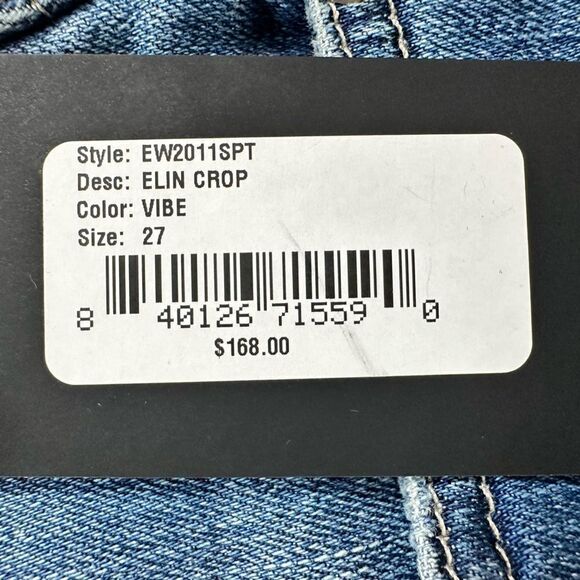 Style: EW2011SPT
Desc: ELIN CROP
Color: VIBE
Size: 27
8 40126 71559 0
$168.00